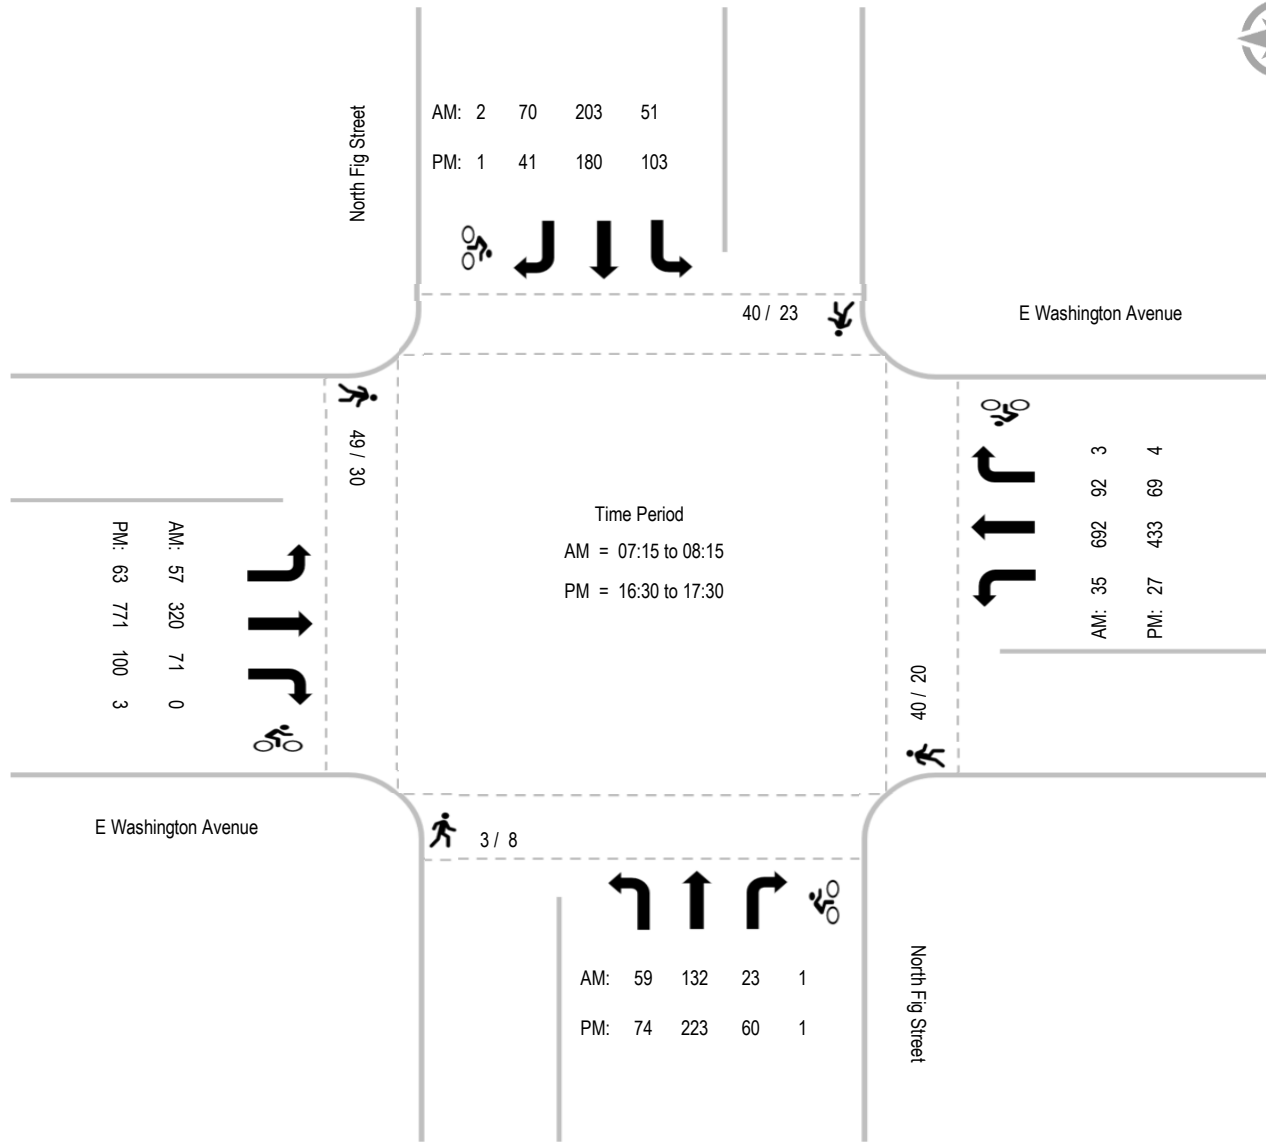 North Fig Street
AM: 2 70 203 51
PM: 1 41 180 103
40 / 23
E Washington Avenue
49 / 30
AM: 35 692 92 3
PM: 27 433 69 4
Time Period
AM = 07:15 to 08:15
PM = 16:30 to 17:30
AM: 57 320 71 0
PM: 63 771 100 3
40 / 20
E Washington Avenue
3 / 8
AM: 59 132 23 1
PM: 74 223 60 1
North Fig Street